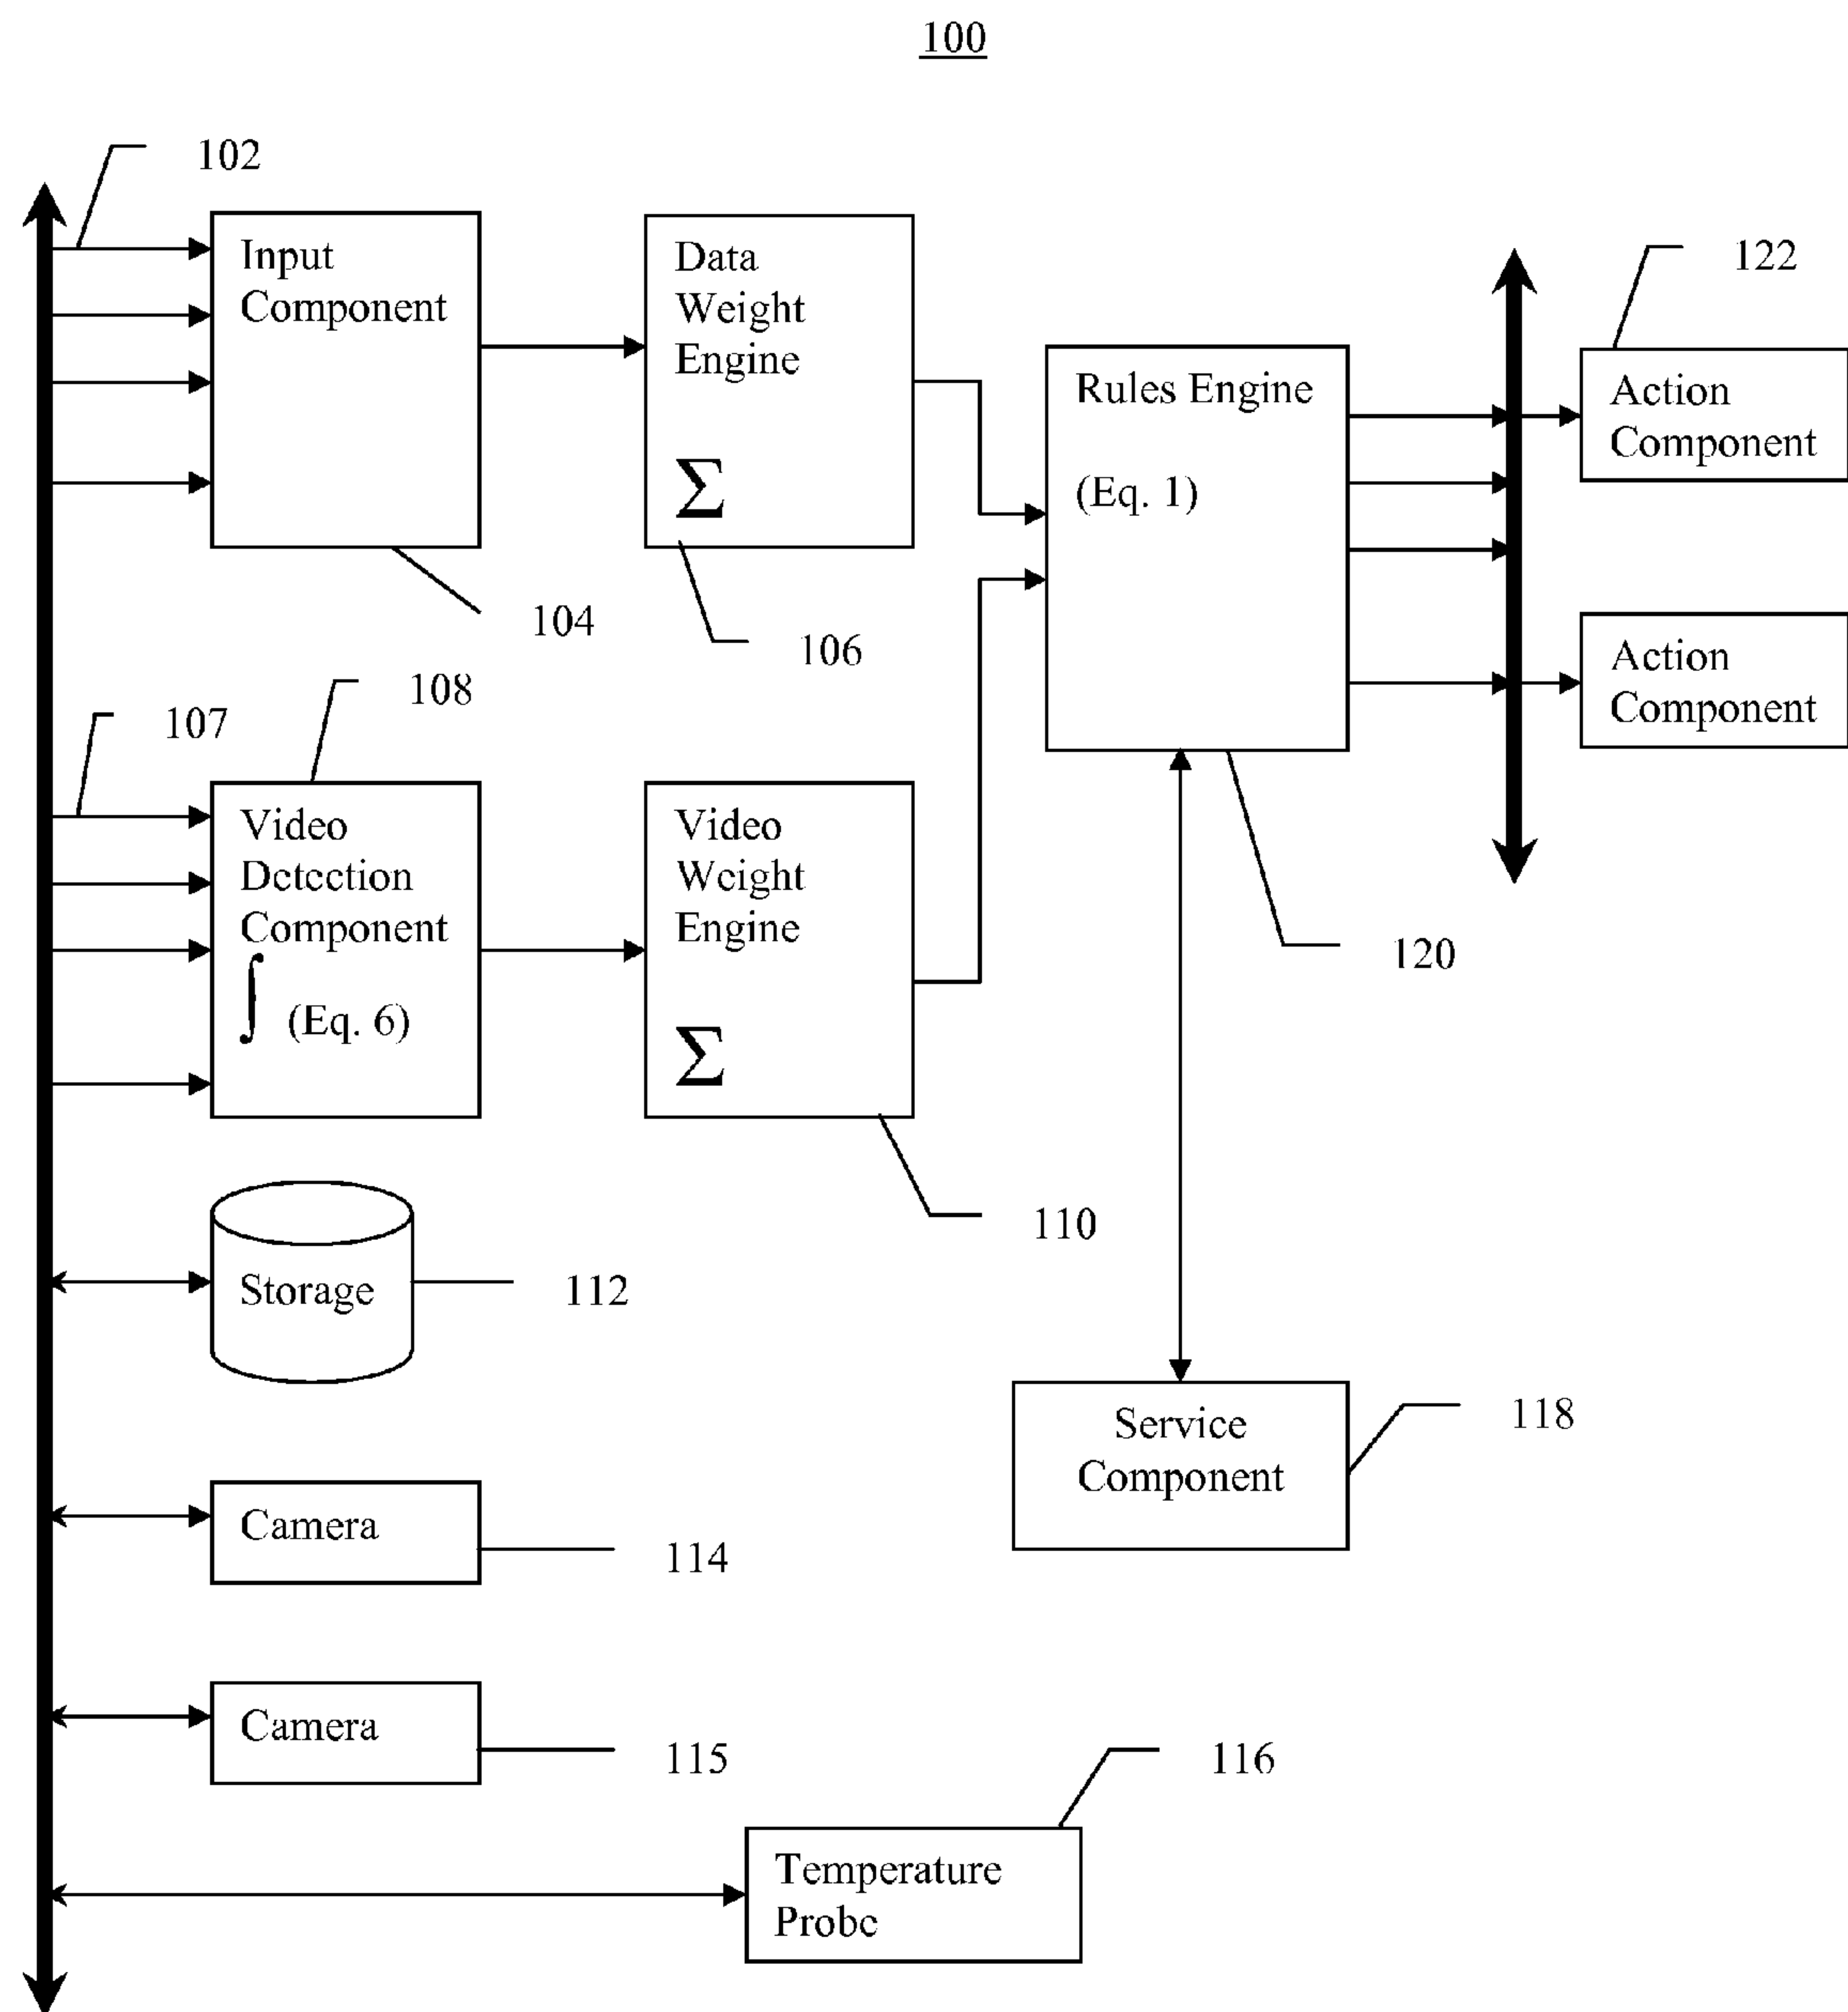 100
102
Input
Component
104
Data
Weight
Engine
Σ
106
Rules Engine
(Eq. 1)
120
122
Action
Component
Action
Component
107
108
Video
Detection
Component
∫ (Eq. 6)
Video
Weight
Engine
Σ
110
Storage
112
Service
Component
118
Camera
114
Camera
115
116
Temperature
Probe